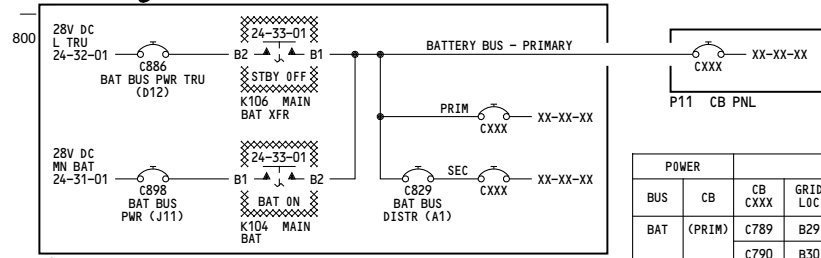 800
28V DC
L TRU
24-32-01
C886
BAT BUS PWR TRU
(D12)
24-33-01
B2
B1
STBY OFF
K106 MAIN
BAT XFR
BATTERY BUS - PRIMARY
CXXX
XX-XX-XX
P11 CB PNL
PRIM
CXXX
XX-XX-XX
28V DC
MN BAT
24-31-01
C898
BAT BUS
PWR (J11)
24-33-01
B1
B2
BAT ON
K104 MAIN
BAT
C829
BAT BUS
DISTR (A1)
SEC
CXXX
XX-XX-XX
POWER
BUS
CB
CB
CXXX
GRID
LOC
BAT
(PRIM)
C789
B29
C790
B30